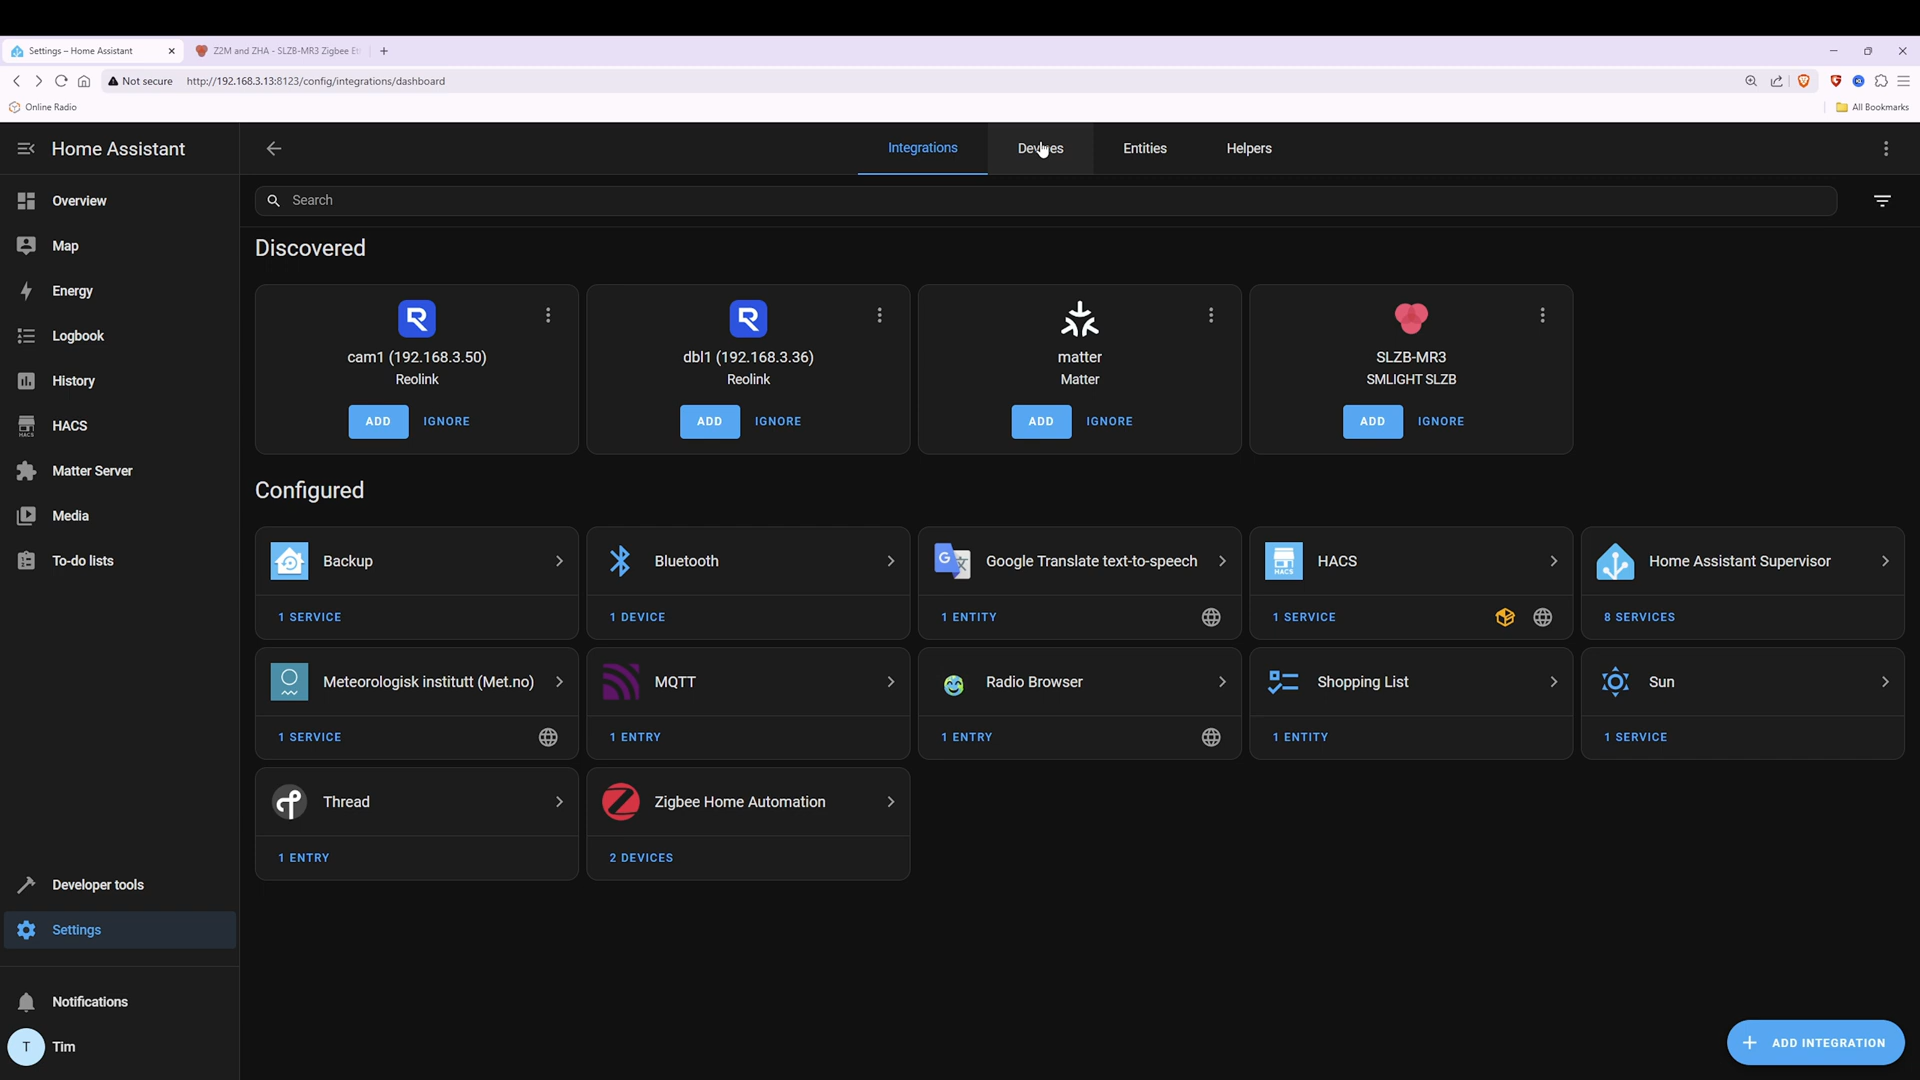 Settings – Home Assistant
Z2M and ZHA - SLZB-MR3 Zigbee Et
Not secure http://192.168.3.13:8123/config/integrations/dashboard
Online Radio
All Bookmarks
Home Assistant
Integrations
Devices
Entities
Helpers
Overview
Map
Energy
Logbook
History
HACS
Matter Server
Media
To-do lists
Developer tools
Settings
Notifications
T Tim
Search
Discovered
cam1 (192.168.3.50)
Reolink
ADD IGNORE
dbl1 (192.168.3.36)
Reolink
ADD IGNORE
matter
Matter
ADD IGNORE
SLZB-MR3
SMLIGHT SLZB
ADD IGNORE
Configured
Backup
1 SERVICE
Bluetooth
1 DEVICE
Google Translate text-to-speech
1 ENTITY
HACS
HACS
1 SERVICE
Home Assistant Supervisor
8 SERVICES
Meteorologisk institutt (Met.no)
1 SERVICE
MQTT
1 ENTRY
Radio Browser
1 ENTRY
Shopping List
1 ENTITY
Sun
1 SERVICE
Thread
1 ENTRY
Zigbee Home Automation
2 DEVICES
ADD INTEGRATION